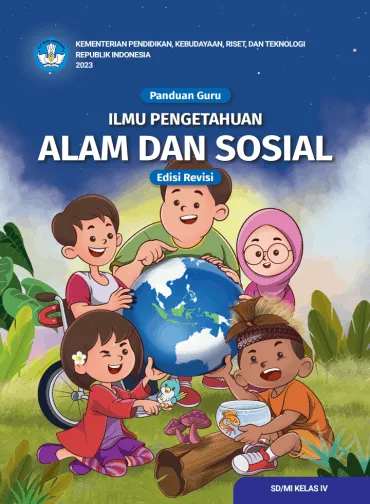 KEMENTERIAN PENDIDIKAN, KEBUDAYAAN, RISET, DAN TEKNOLOGI
REPUBLIK INDONESIA
2023
Panduan Guru
ILMU PENGETAHUAN
ALAM DAN SOSIAL
Edisi Revisi
SD/MI KELAS IV